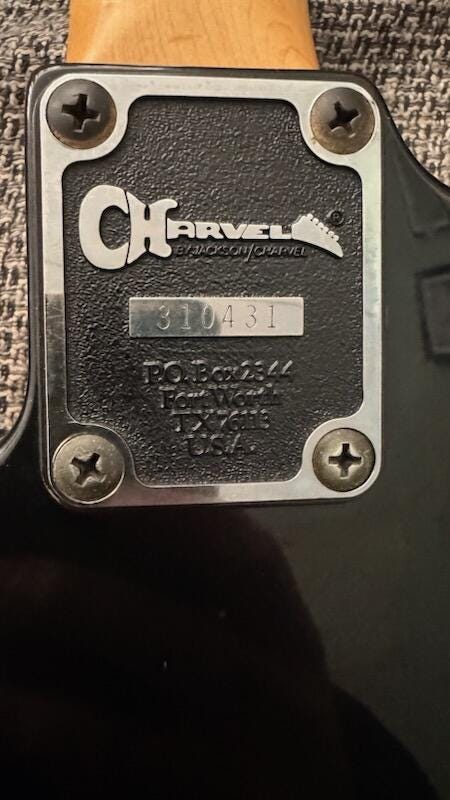 CHARVEL ®
BY JACKSON/CHARVEL
310431
P.O. Box 2344
Fort Worth
TX 76113
U.S.A.